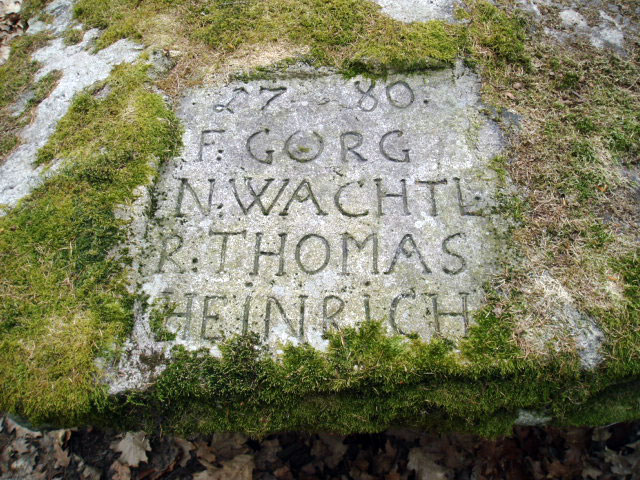 27 80.
F: GORG
N. WACHTL:
R. THOMAS
HEINRICH